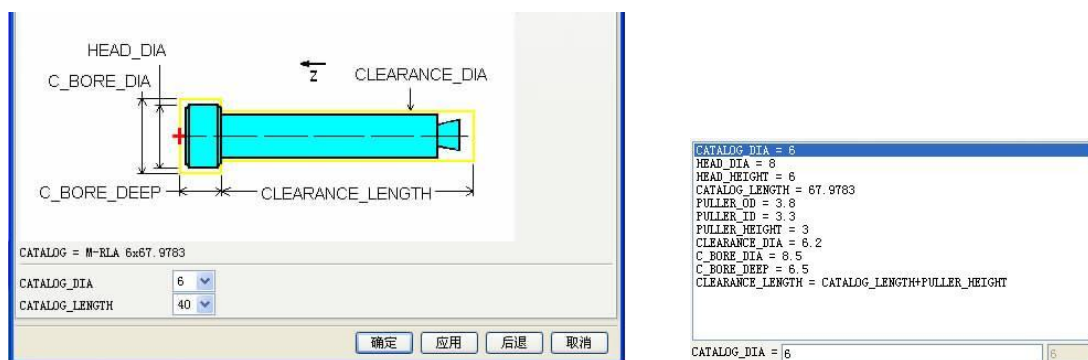 HEAD_DIA
C_BORE_DIA
Z
CLEARANCE_DIA
C_BORE_DEEP
CLEARANCE_LENGTH
CATALOG = M-RLA 6x67.9783
CATALOG_DIA 6
CATALOG_LENGTH 40
确定 应用 后退 取消
CATALOG_DIA = 6
HEAD_DIA = 8
HEAD_HEIGHT = 6
CATALOG_LENGTH = 67.9783
PULLER_OD = 3.8
PULLER_ID = 3.3
PULLER_HEIGHT = 3
CLEARANCE_DIA = 6.2
C_BORE_DIA = 8.5
C_BORE_DEEP = 6.5
CLEARANCE_LENGTH = CATALOG_LENGTH+PULLER_HEIGHT
CATALOG_DIA = 6 6